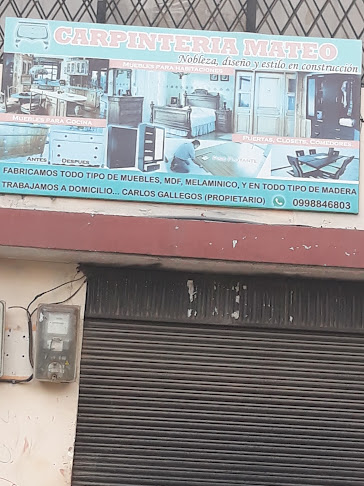 CARPINTERIA MATEO
Nobleza, diseño y estilo en construcción
MUEBLES PARA HABITACIONES
MUEBLES PARA COCINA
PUERTAS, CLOSETS, COMEDORES
ANTES DESPUES
FABRICAMOS TODO TIPO DE MUEBLES, MDF, MELAMINICO, Y EN TODO TIPO DE MADERA
TRABAJAMOS A DOMICILIO... CARLOS GALLEGOS (PROPIETARIO) 0998846803